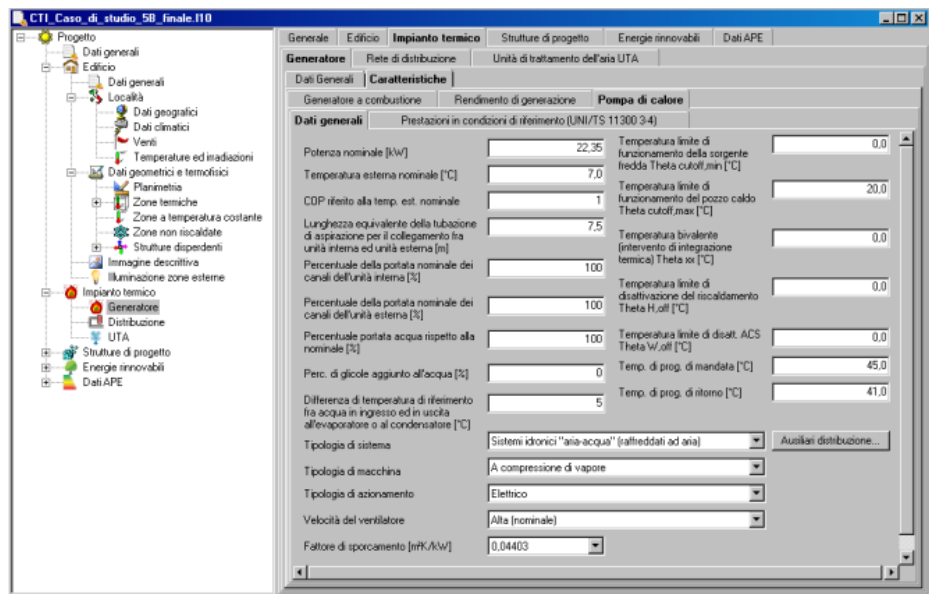 CTI_Caso_di_studio_5B_finale.l10
Progetto
Dati generali
Edificio
Dati generali
Località
Dati geografici
Dati climatici
Venti
Temperature ed irradiazioni
Dati geometrici e termofisici
Planimetria
Zone termiche
Zone a temperatura costante
Zone non riscaldate
Strutture disperdenti
Immagine descrittiva
Illuminazione zone esterne
Impianto termico
Generatore
Distribuzione
UTA
Strutture di progetto
Energie rinnovabili
Dati APE
Generale Edificio Impianto termico Strutture di progetto Energie rinnovabili Dati APE
Generatore Rete di distribuzione Unità di trattamento dell'aria UTA
Dati Generali Caratteristiche
Generatore a combustione Rendimento di generazione Pompa di calore
Dati generali Prestazioni in condizioni di riferimento (UNI/TS 11300 3-4)
Potenza nominale [kW] 22,35
Temperatura esterna nominale [°C] 7,0
COP riferito alla temp. est. nominale 1
Lunghezza equivalente della tubazione
di aspirazione per il collegamento fra
unità interna ed unità esterna [m] 7,5
Percentuale della portata nominale dei
canali dell'unità interna [%] 100
Percentuale della portata nominale dei
canali dell'unità esterna [%] 100
Percentuale portata acqua rispetto alla
nominale [%] 100
Perc. di glicole aggiunto all'acqua [%] 0
Differenza di temperatura di riferimento
fra acqua in ingresso ed in uscita
all'evaporatore o al condensatore [°C] 5
Temperatura limite di
funzionamento della sorgente
fredda Theta cutoff,min [°C] 0,0
Temperatura limite di
funzionamento del pozzo caldo
Theta cutoff,max [°C] 20,0
Temperatura bivalente
(intervento di integrazione
termica) Theta xx [°C] 0,0
Temperatura limite di
disattivazione del riscaldamento
Theta H,off [°C] 0,0
Temperatura limite di disatt. ACS
Theta W,off [°C] 0,0
Temp. di prog. di mandata [°C] 45,0
Temp. di prog. di ritorno [°C] 41,0
Tipologia di sistema Sistemi idronici "aria-acqua" (raffreddati ad aria) Ausiliari distribuzione...
Tipologia di macchina A compressione di vapore
Tipologia di azionamento Elettrico
Velocità del ventilatore Alta (nominale)
Fattore di sporcamento [m²K/kW] 0,04403